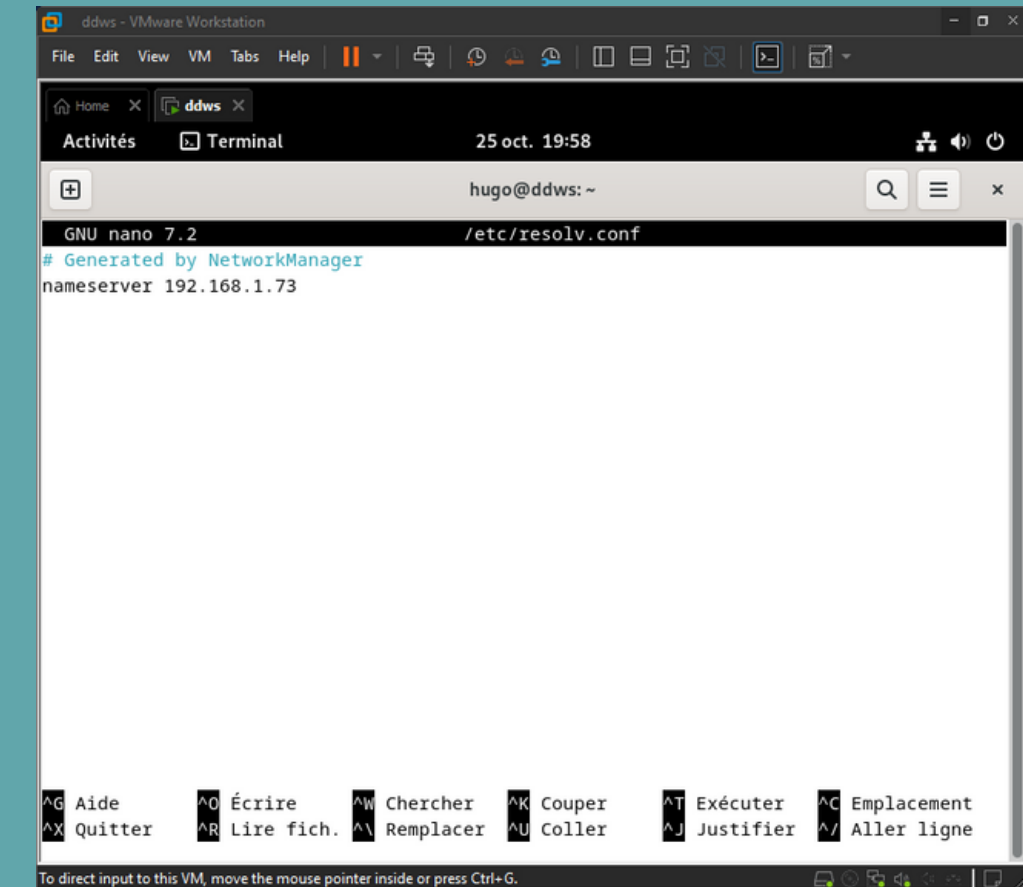 ddws - VMware Workstation
File Edit View VM Tabs Help
Home ddws
Activités Terminal 25 oct. 19:58
hugo@ddws: ~
GNU nano 7.2 /etc/resolv.conf
# Generated by NetworkManager
nameserver 192.168.1.73
^G Aide ^O Écrire ^W Chercher ^K Couper ^T Exécuter ^C Emplacement
^X Quitter ^R Lire fich. ^\ Remplacer ^U Coller ^J Justifier ^/ Aller ligne
To direct input to this VM, move the mouse pointer inside or press Ctrl+G.